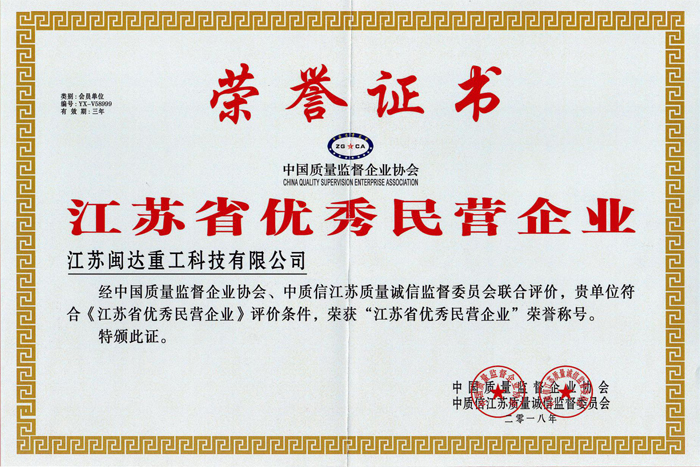 荣誉证书
类别:会员单位
编号:YX-V58999
有效期:三年
ZG★CA
中国质量监督企业协会
CHINA QUALITY SUPERVISION ENTERPRISE ASSOCIATION
江苏省优秀民营企业
江苏闽达重工科技有限公司
经中国质量监督企业协会、中质信江苏质量诚信监督委员会联合评价，贵单位符
合《江苏省优秀民营企业》评价条件，荣获“江苏省优秀民营企业”荣誉称号。
特颁此证。
中国质量监督企业协会
中质信江苏质量诚信监督委员会
二零一八年